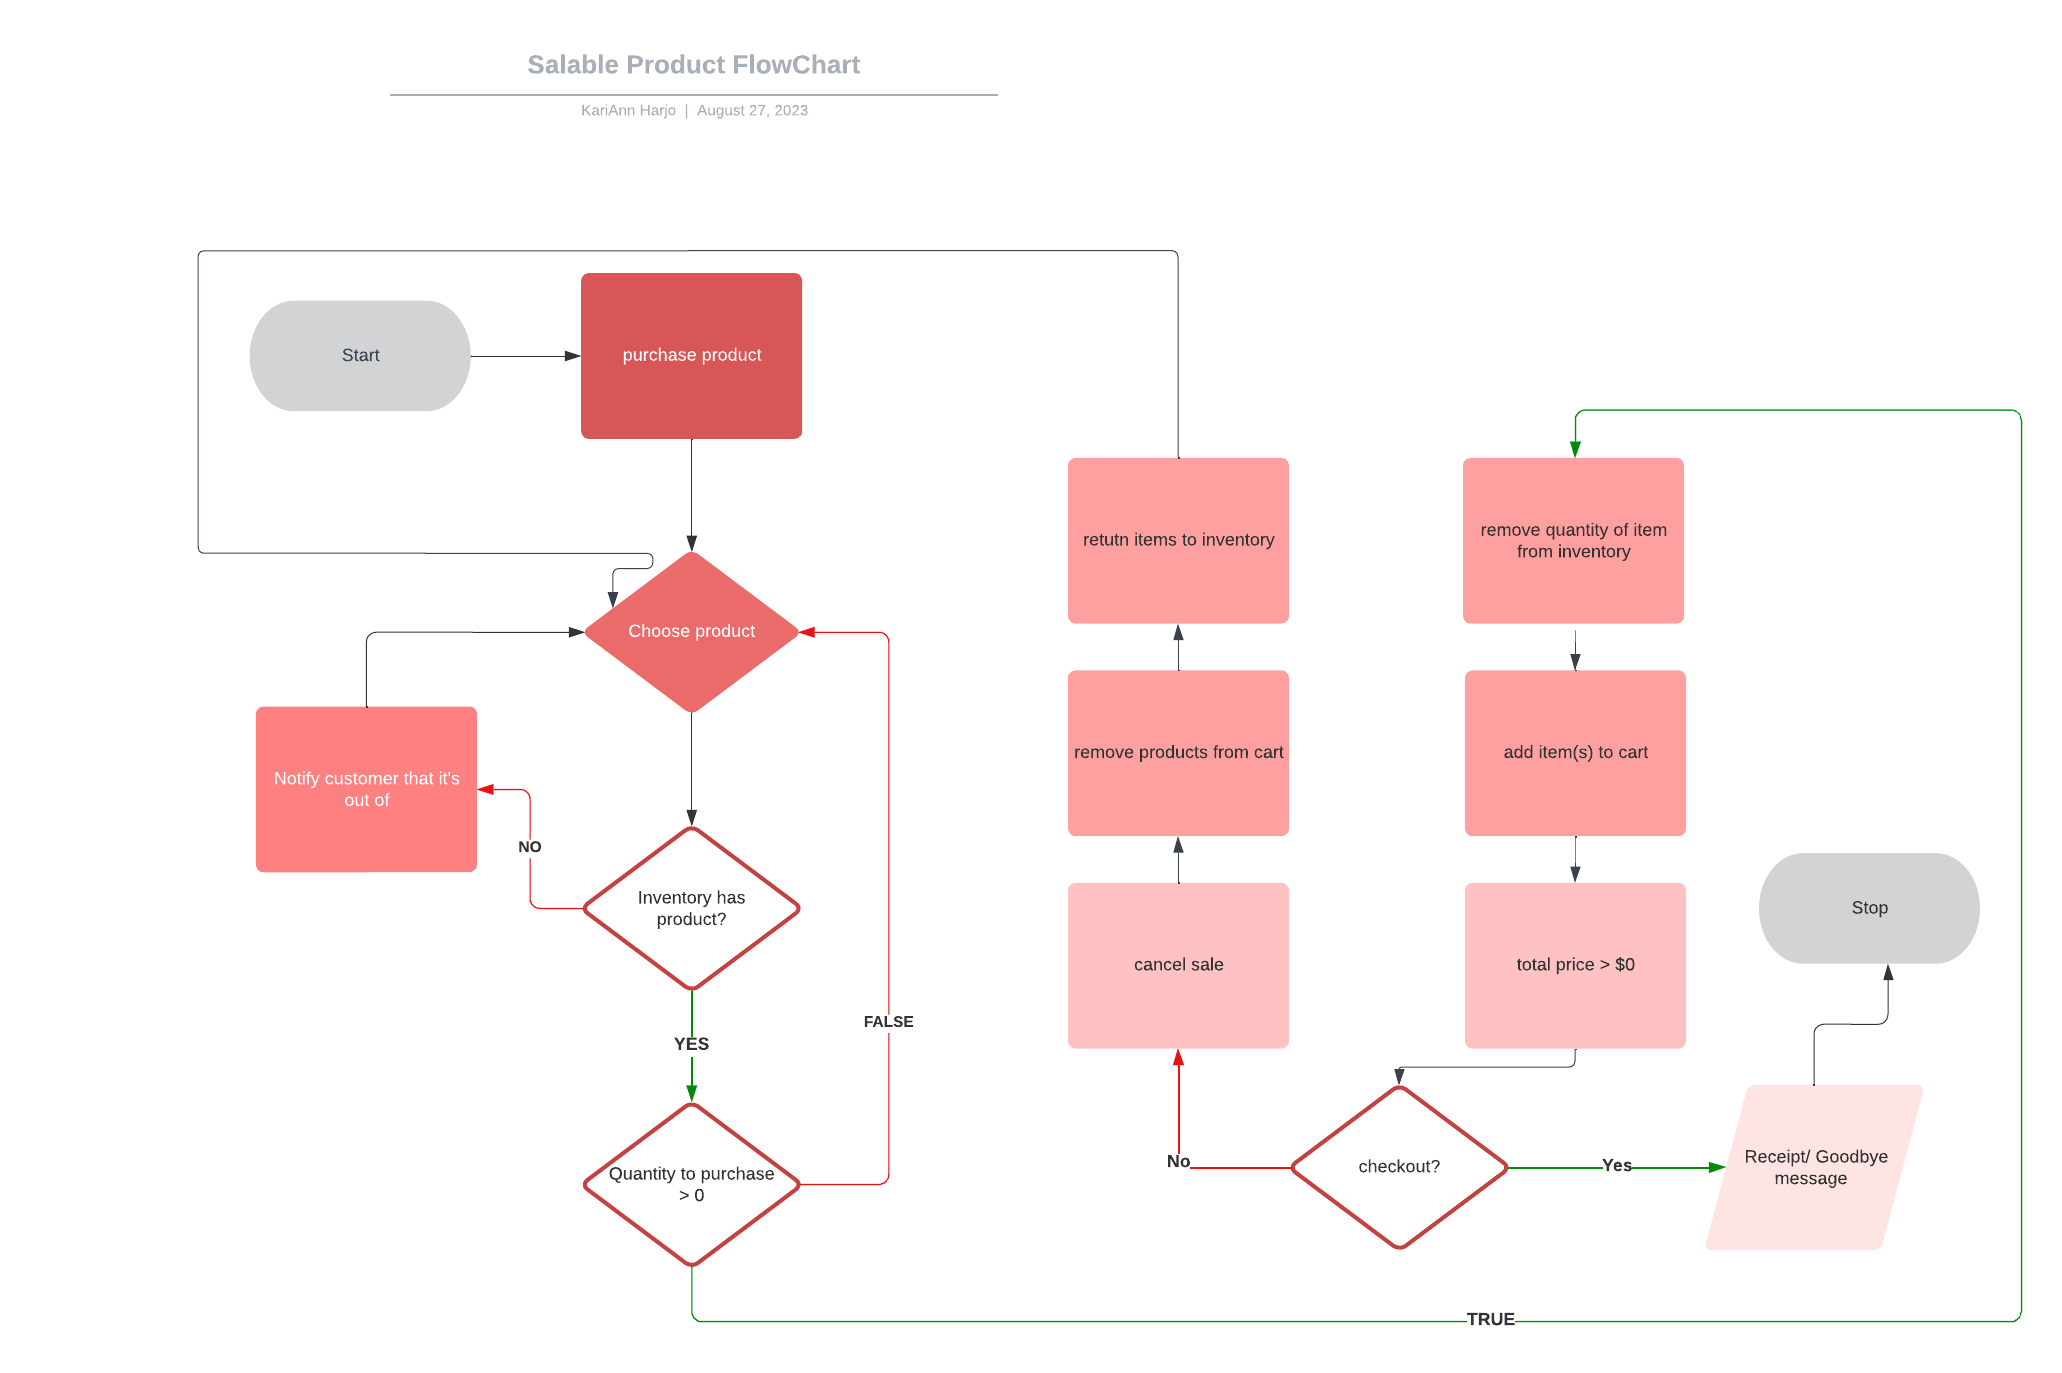 Salable Product FlowChart
KariAnn Harjo | August 27, 2023
Start
purchase product
Choose product
Notify customer that it's
out of
NO
Inventory has
product?
YES
FALSE
Quantity to purchase
> 0
TRUE
retutn items to inventory
remove products from cart
cancel sale
No
remove quantity of item
from inventory
add item(s) to cart
total price > $0
checkout?
Yes
Receipt/ Goodbye
message
Stop